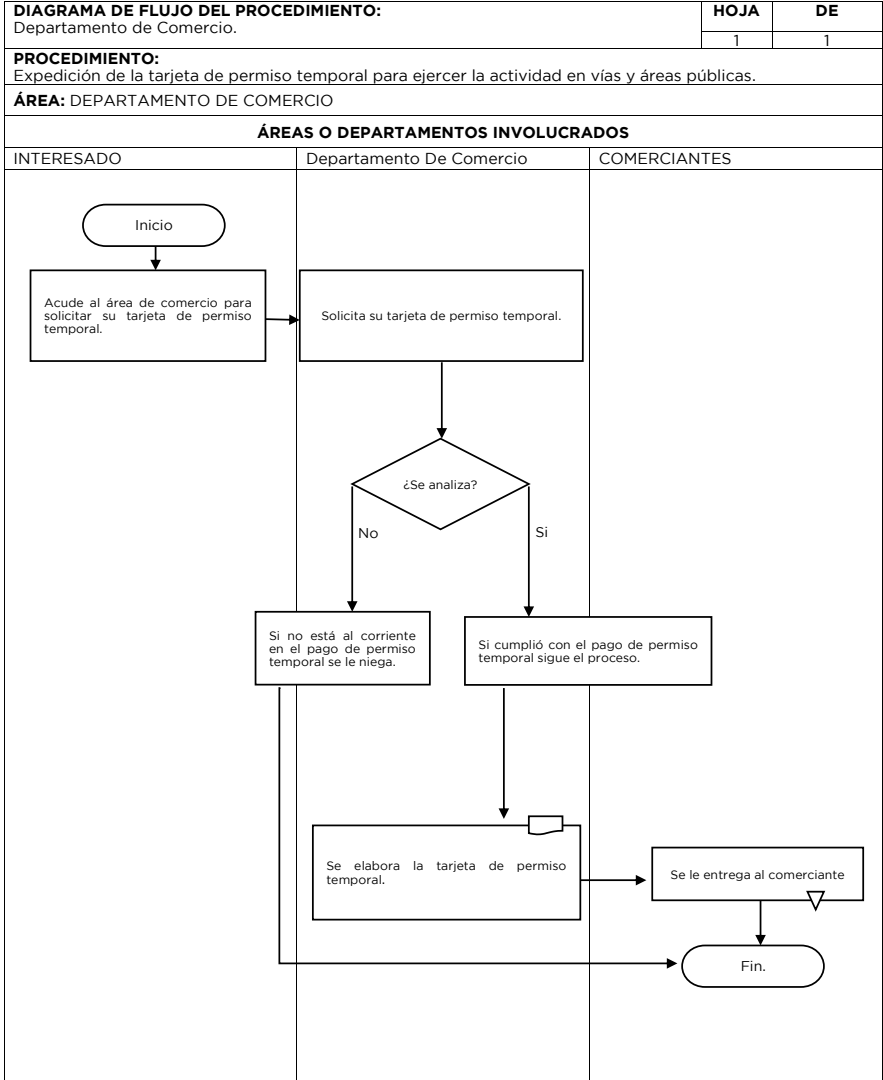 DIAGRAMA DE FLUJO DEL PROCEDIMIENTO:
Departamento de Comercio.
HOJA DE
1 1
PROCEDIMIENTO:
Expedición de la tarjeta de permiso temporal para ejercer la actividad en vías y áreas públicas.
ÁREA: DEPARTAMENTO DE COMERCIO
ÁREAS O DEPARTAMENTOS INVOLUCRADOS
INTERESADO
Departamento De Comercio
COMERCIANTES
Inicio
Acude al área de comercio para
solicitar su tarjeta de permiso
temporal.
Solicita su tarjeta de permiso temporal.
¿Se analiza?
No
Si
Si no está al corriente
en el pago de permiso
temporal se le niega.
Si cumplió con el pago de permiso
temporal sigue el proceso.
Se elabora la tarjeta de permiso
temporal.
Se le entrega al comerciante
Fin.